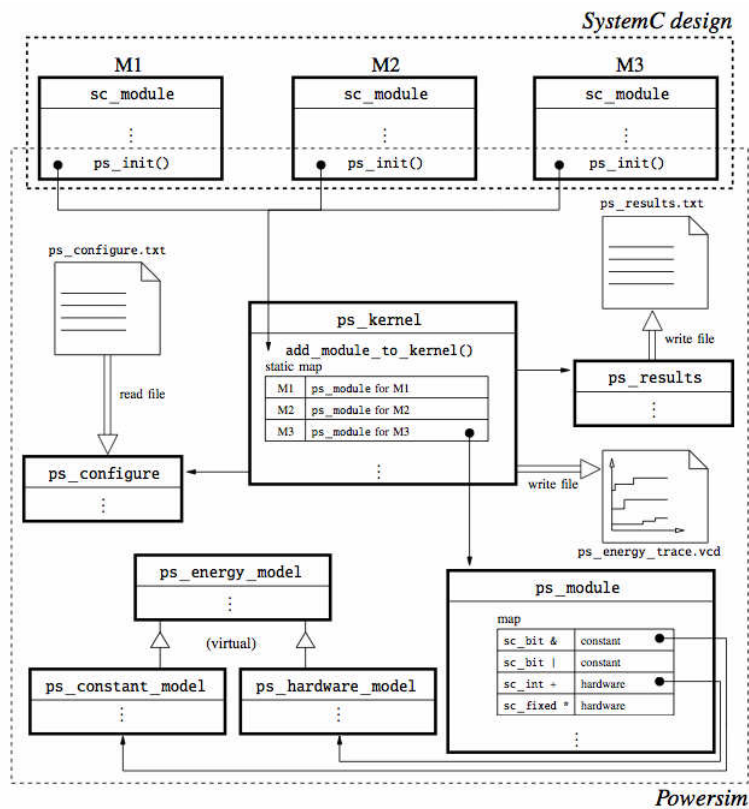 SystemC design
M1 M2 M3
sc_module sc_module sc_module
⋮ ⋮ ⋮
ps_init() ps_init() ps_init()
ps_results.txt
ps_configure.txt
ps_kernel
write file
add_module_to_kernel()
static map
ps_results
M1 ps_module for M1
⋮
read file
M2 ps_module for M2
M3 ps_module for M3
ps_configure
⋮
⋮
write file
ps_energy_trace.vcd
ps_energy_model
⋮
ps_module
map
(virtual)
sc_bit & constant
sc_bit | constant
ps_constant_model ps_hardware_model
sc_int + hardware
⋮ ⋮
sc_fixed * hardware
⋮
Powersim